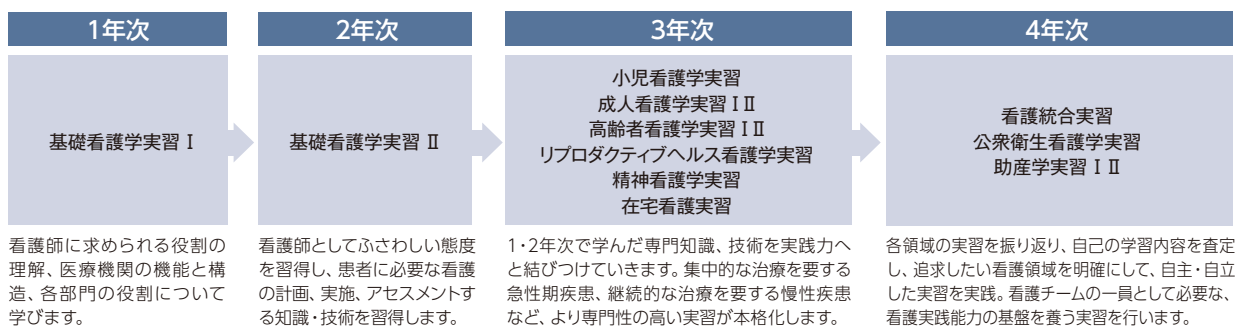 1年次
基礎看護学実習 Ⅰ
看護師に求められる役割の
理解、医療機関の機能と構
造、各部門の役割について
学びます。
2年次
基礎看護学実習 Ⅱ
看護師としてふさわしい態度
を習得し、患者に必要な看護
の計画、実施、アセスメントす
る知識・技術を習得します。
3年次
小児看護学実習
成人看護学実習 Ⅰ Ⅱ
高齢者看護学実習 Ⅰ Ⅱ
リプロダクティブヘルス看護学実習
精神看護学実習
在宅看護実習
1・2年次で学んだ専門知識、技術を実践力へ
と結びつけていきます。集中的な治療を要する
急性期疾患、継続的な治療を要する慢性疾患
など、より専門性の高い実習が本格化します。
4年次
看護統合実習
公衆衛生看護学実習
助産学実習 Ⅰ Ⅱ
各領域の実習を振り返り、自己の学習内容を査定
し、追求したい看護領域を明確にして、自主・自立
した実習を実践。看護チームの一員として必要な、
看護実践能力の基盤を養う実習を行います。